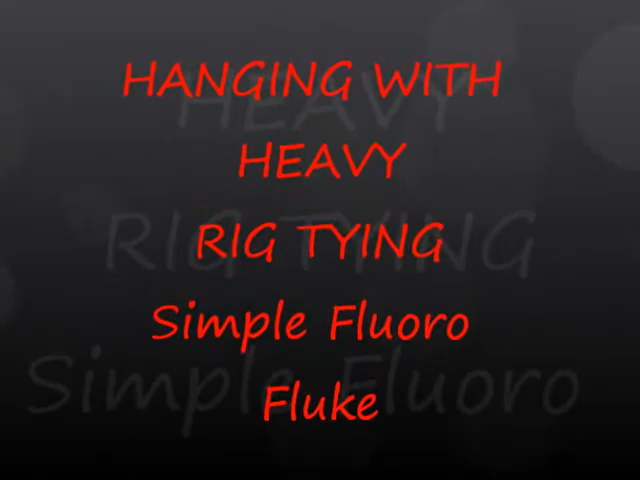 HANGING WITH
HEAVY
RIG TYING
Simple Fluoro
Fluke